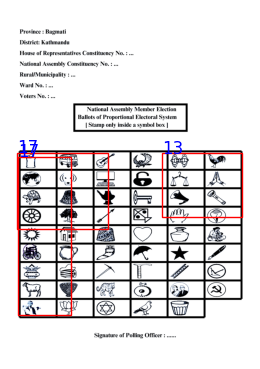 Province : Bagmati
District: Kathmandu
House of Representatives Constituency No. : ...
National Assembly Constituency No. : ...
Rural/Municipality : ...
Ward No. : ...
Voters No. : ...
National Assembly Member Election
Ballots of Proportional Electoral System
[ Stamp only inside a symbol box ]
17 13
Signature of Polling Officer : ......